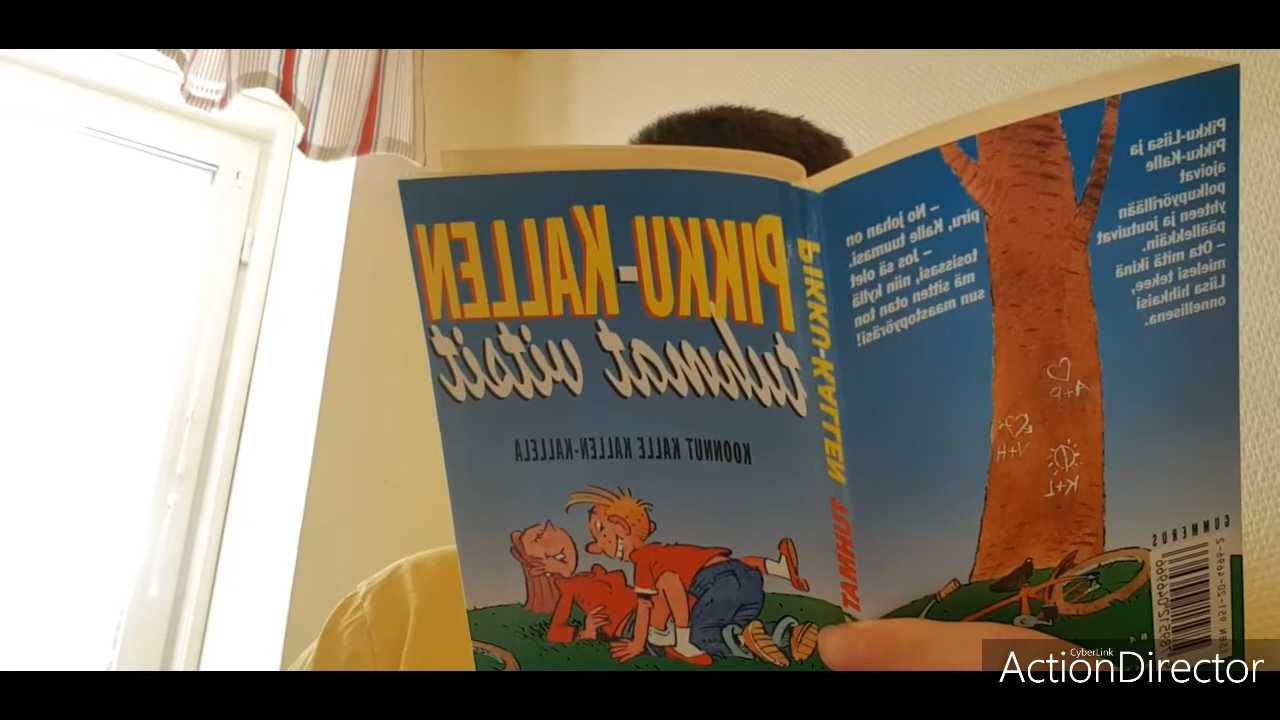 PIKKU-KALLEN
tuhmat vitsit
KOONNUT KALLE KALLEN-KALLELA
PIKKU-KALLEN TUHMAT
Pikku-Liisa ja
Pikku-Kalle
ajoivat
polkupyörillään
yhteen ja joutuivat
päällekkäin.
– Ota mitä ikinä
mielesi tekee,
Liisa hihkaisi
onnellisena.
– No johan on
piru, Kalle tuumasi.
– Jos sä olet
tosissasi, niin kyllä
mä sitten otan ton
sun maastopyöräsi!
A+P
V+H
K+L
GUMMERUS
CyberLink
ActionDirector